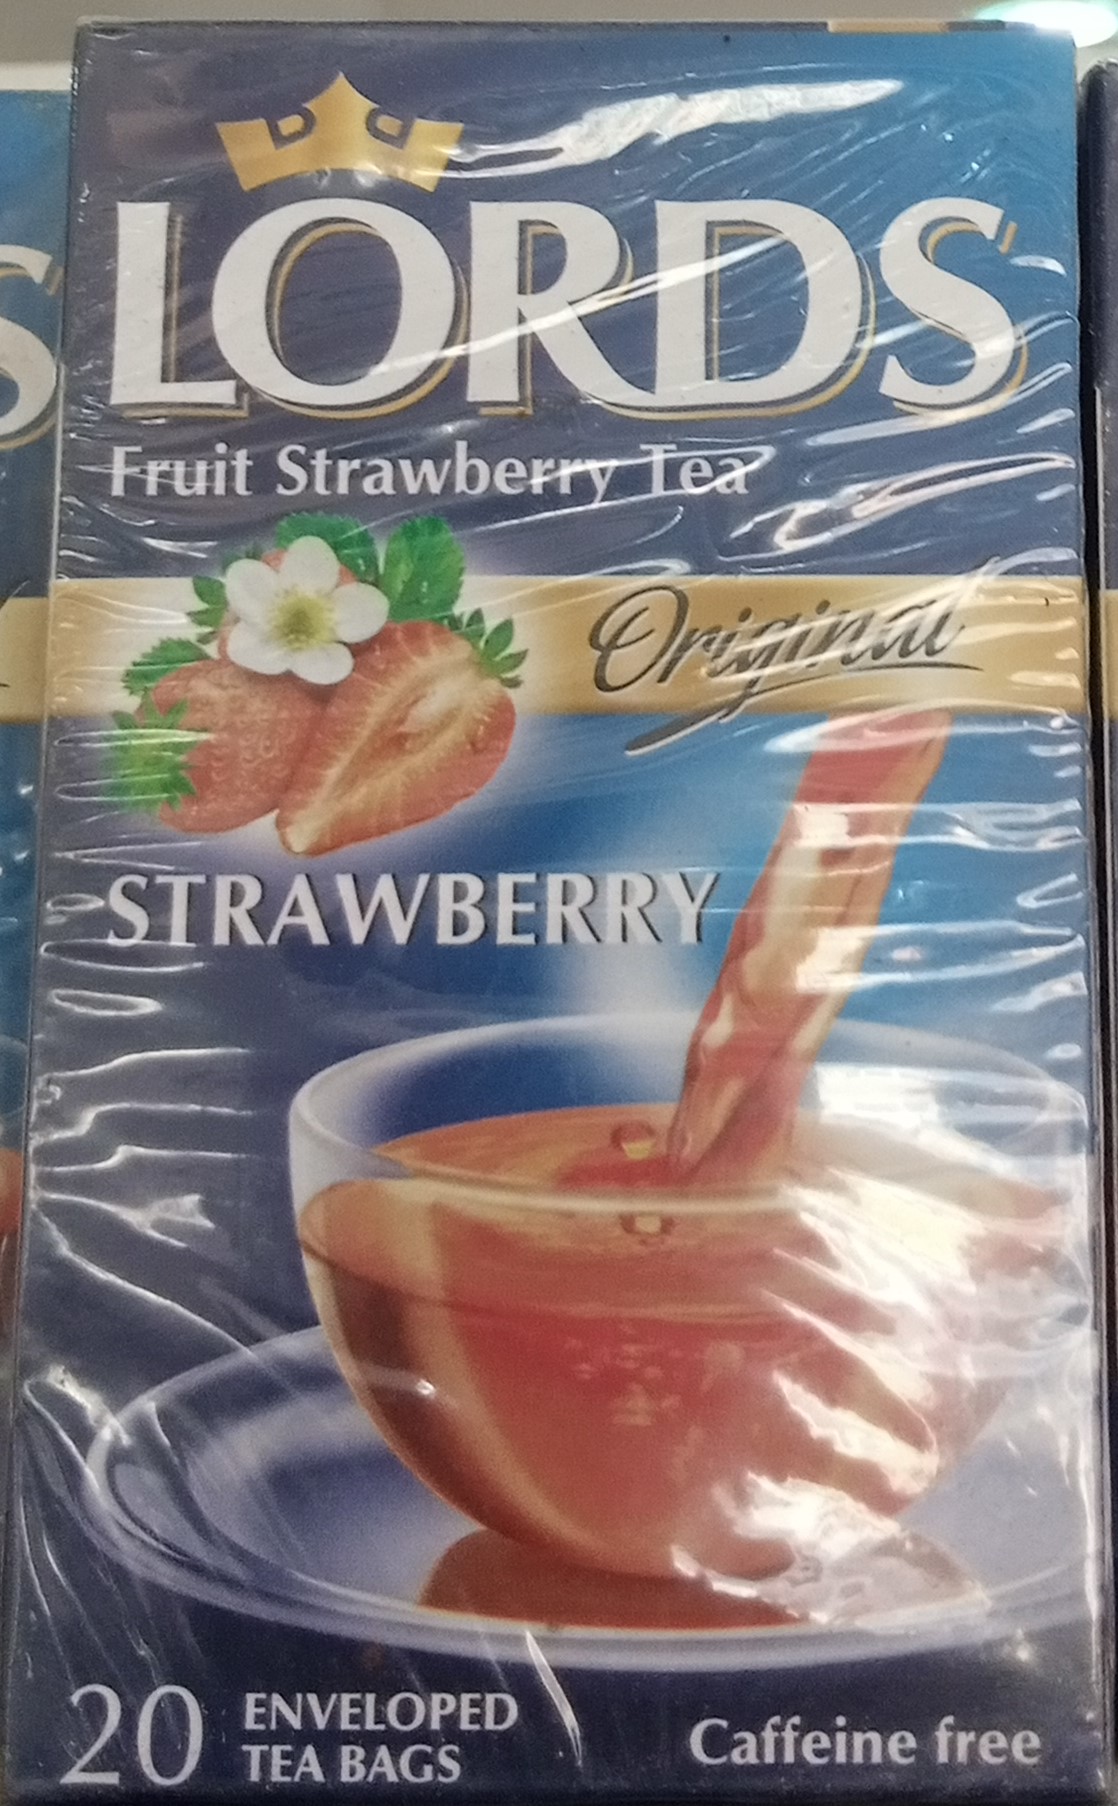 LORDS
Fruit Strawberry Tea
Original
STRAWBERRY
20 ENVELOPED
TEA BAGS
Caffeine free
S